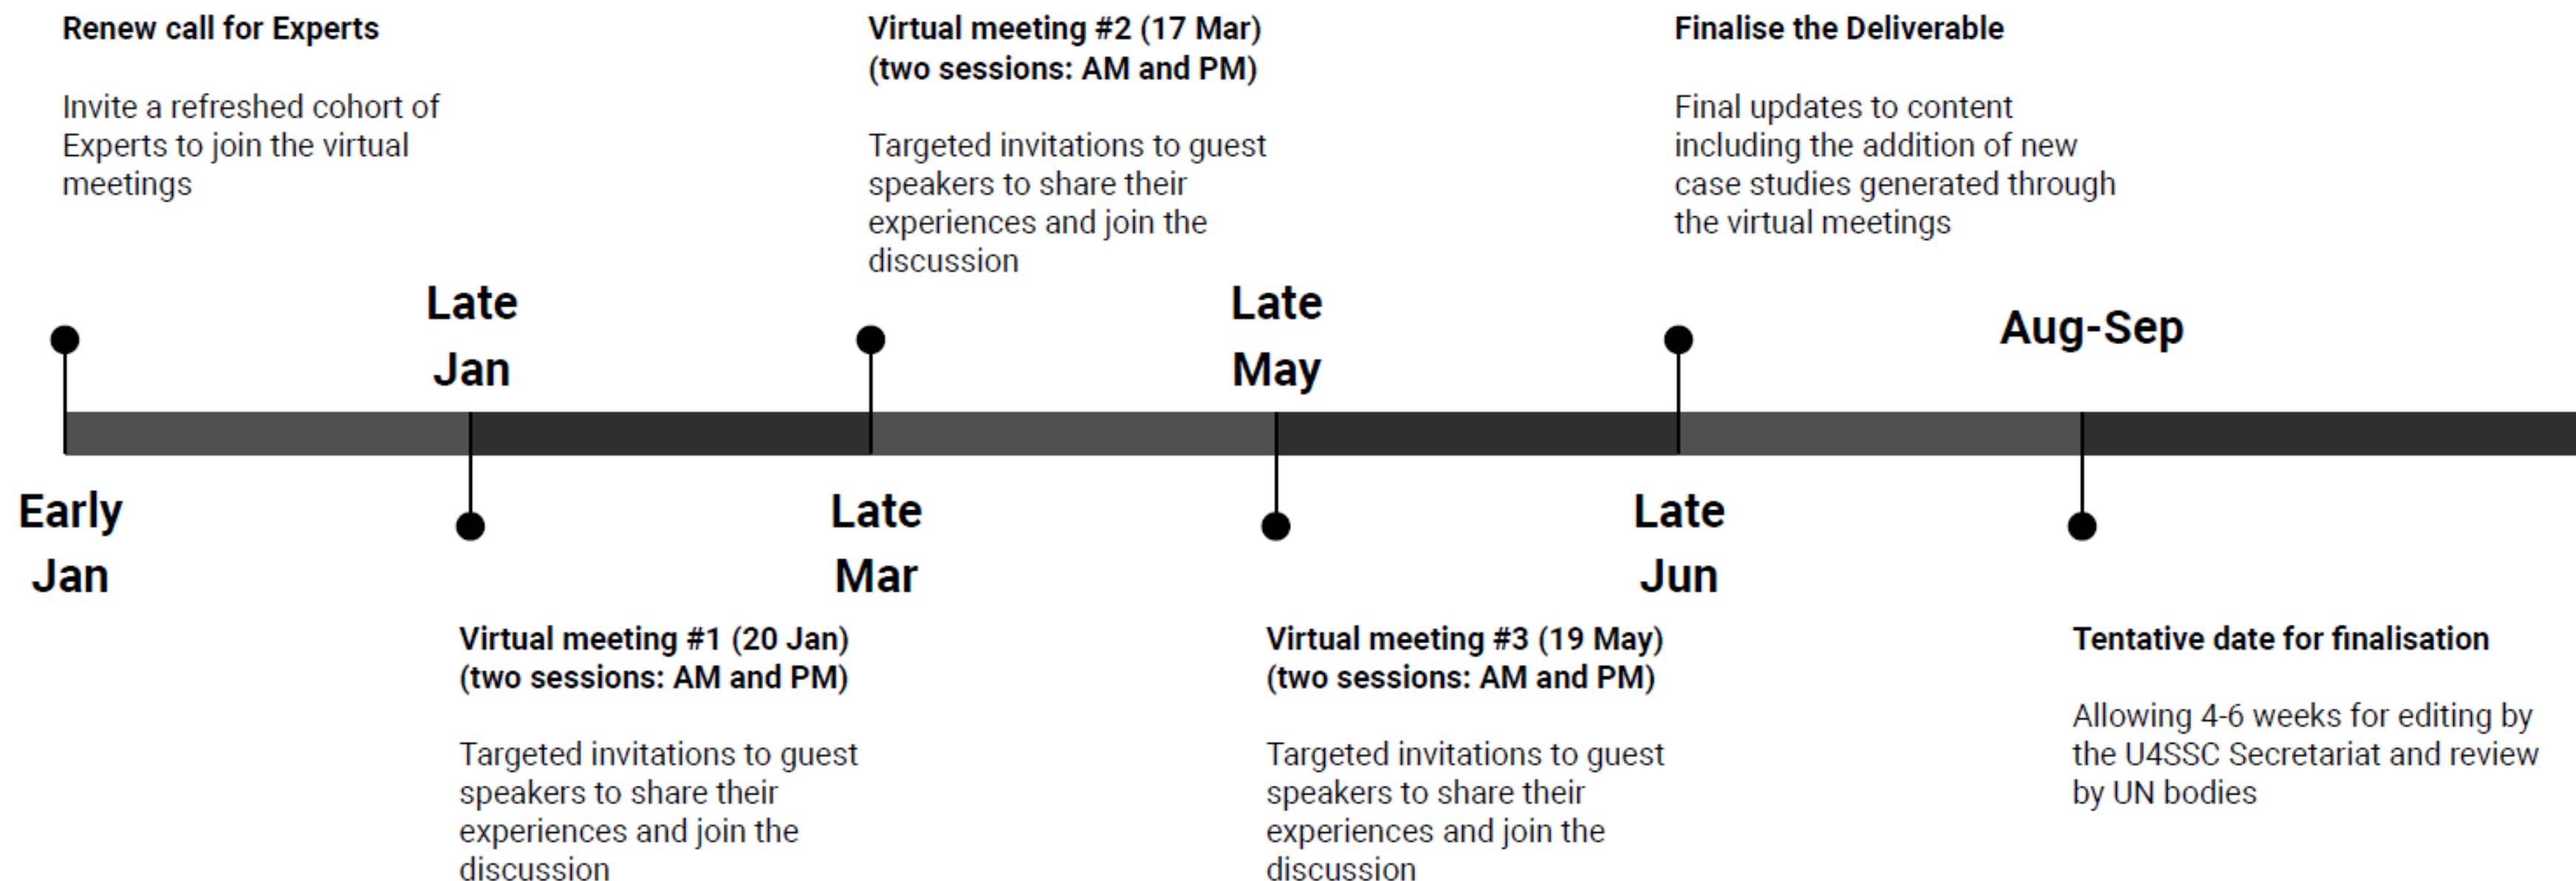 Renew call for Experts
Invite a refreshed cohort of
Experts to join the virtual
meetings
Virtual meeting #2 (17 Mar)
(two sessions: AM and PM)
Targeted invitations to guest
speakers to share their
experiences and join the
discussion
Finalise the Deliverable
Final updates to content
including the addition of new
case studies generated through
the virtual meetings
Late
Jan
Late
May
Aug-Sep
Early
Jan
Late
Mar
Late
Jun
Virtual meeting #1 (20 Jan)
(two sessions: AM and PM)
Targeted invitations to guest
speakers to share their
experiences and join the
discussion
Virtual meeting #3 (19 May)
(two sessions: AM and PM)
Targeted invitations to guest
speakers to share their
experiences and join the
discussion
Tentative date for finalisation
Allowing 4-6 weeks for editing by
the U4SSC Secretariat and review
by UN bodies